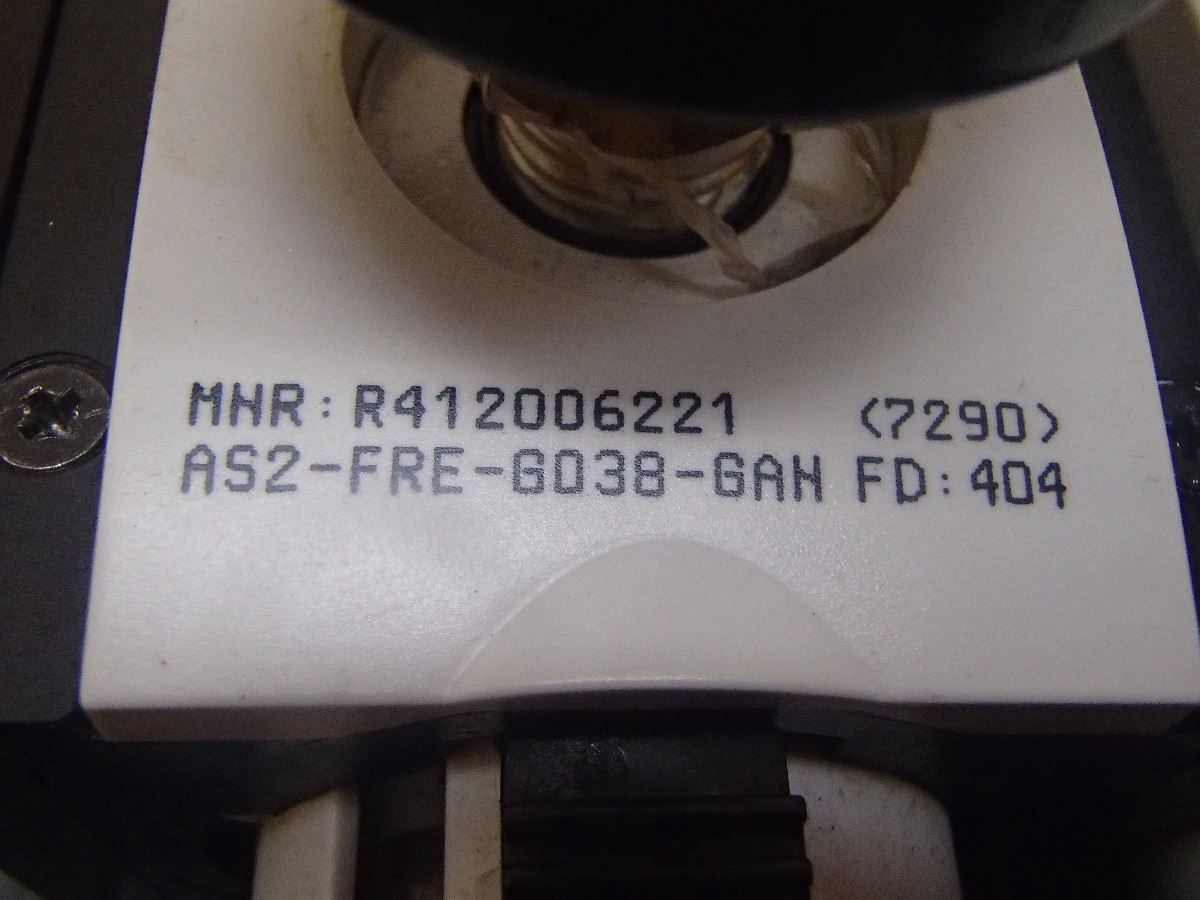 MNR: R412006221 <7290>
AS2-FRE-G038-GAN FD: 404